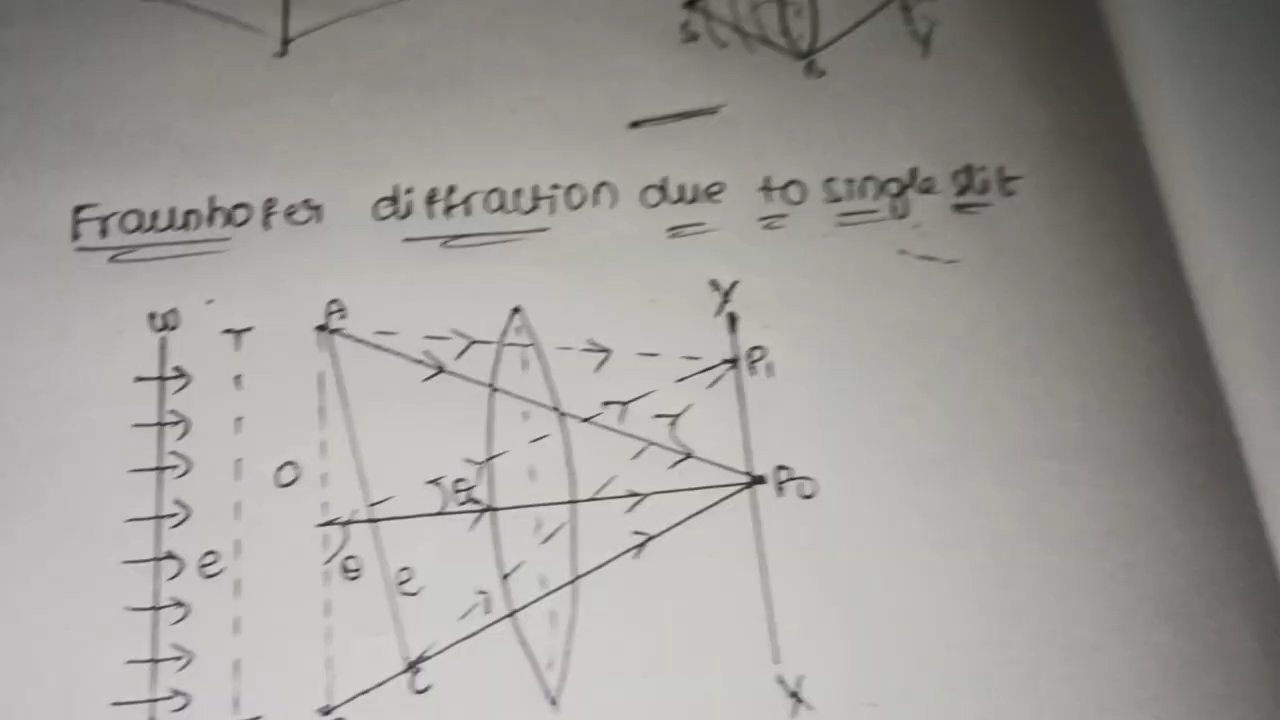 S B Y
Fraunhofer diffraction due to single slit
ω A Y
P1
O θ P0
e θ e
C
X